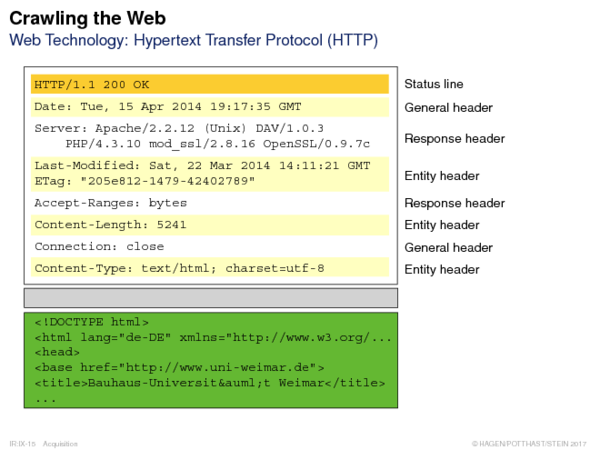 Crawling the Web
Web Technology: Hypertext Transfer Protocol (HTTP)
HTTP/1.1 200 OK
Status line
Date: Tue, 15 Apr 2014 19:17:35 GMT
General header
Server: Apache/2.2.12 (Unix) DAV/1.0.3
PHP/4.3.10 mod_ssl/2.8.16 OpenSSL/0.9.7c
Response header
Last-Modified: Sat, 22 Mar 2014 14:11:21 GMT
ETag: "205e812-1479-42402789"
Entity header
Accept-Ranges: bytes
Response header
Content-Length: 5241
Entity header
Connection: close
General header
Content-Type: text/html; charset=utf-8
Entity header
<!DOCTYPE html>
<html lang="de-DE" xmlns="http://www.w3.org/...
<head>
<base href="http://www.uni-weimar.de">
<title>Bauhaus-Universit&auml;t Weimar</title>
...
IR:IX-15 Acquisition
© HAGEN/POTTHAST/STEIN 2017